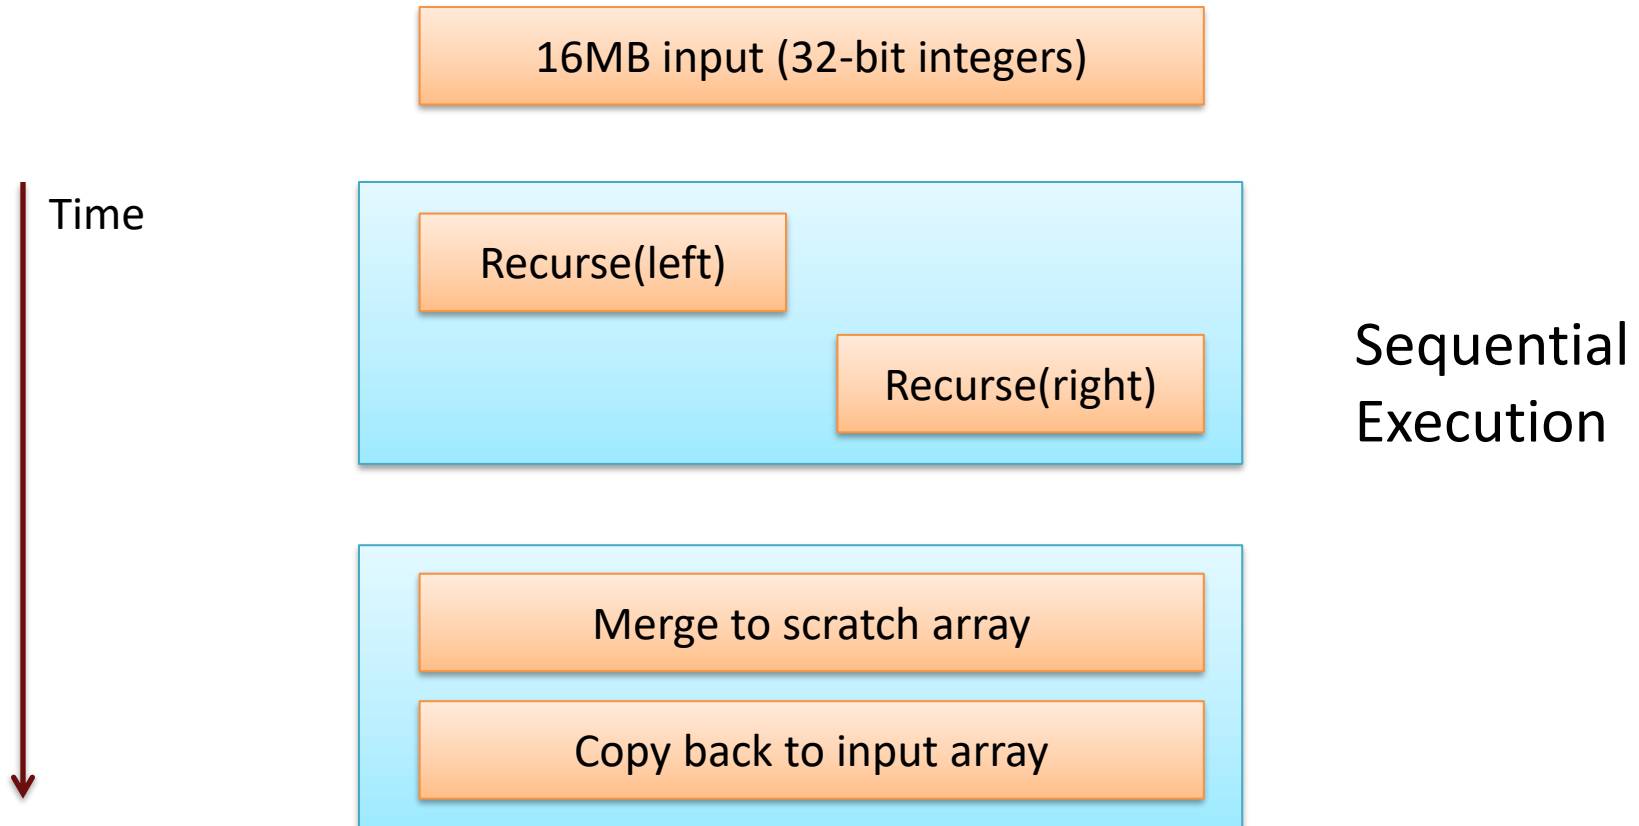 16MB input (32-bit integers)
Time
Recurse(left)
Recurse(right)
Sequential
Execution
Merge to scratch array
Copy back to input array